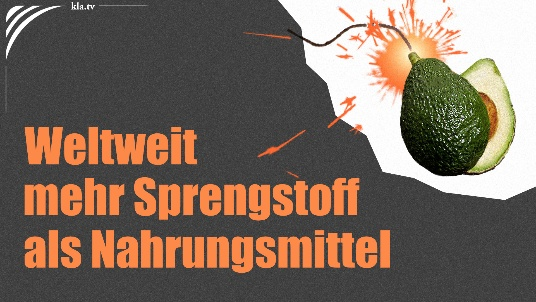 kla.tv
Weltweit
mehr Sprengstoff
als Nahrungsmittel